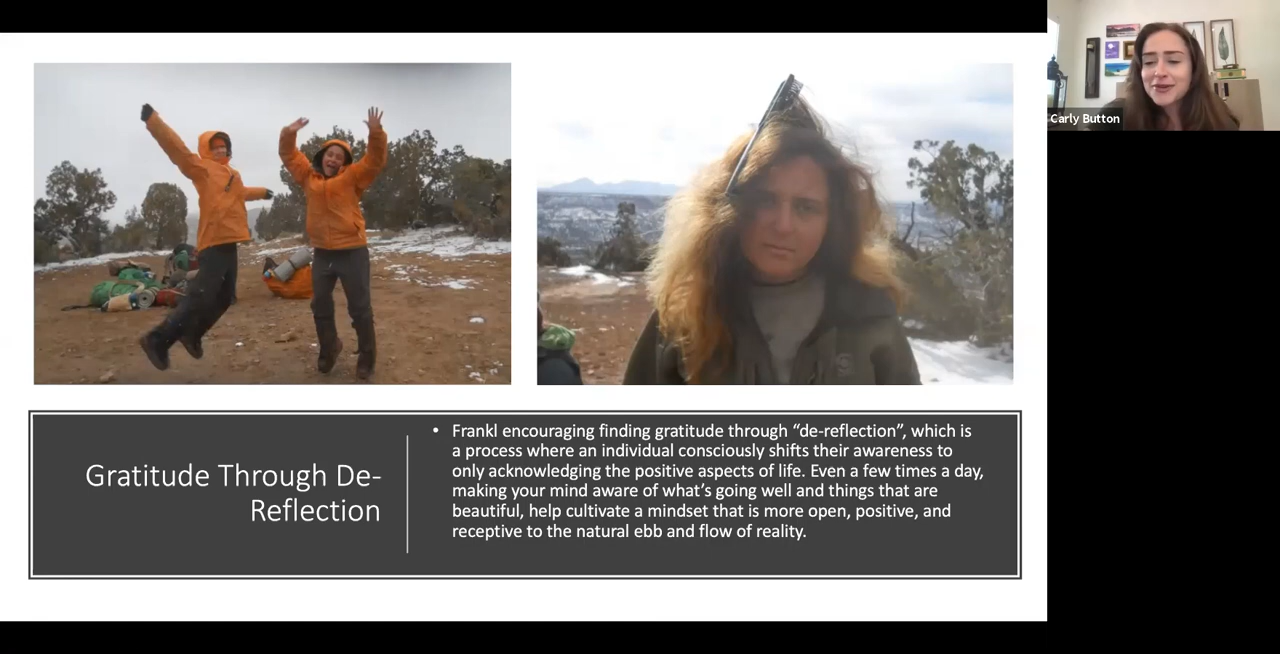 Carly Button
Gratitude Through De-
Reflection
• Frankl encouraging finding gratitude through “de-reflection”, which is
a process where an individual consciously shifts their awareness to
only acknowledging the positive aspects of life. Even a few times a day,
making your mind aware of what’s going well and things that are
beautiful, help cultivate a mindset that is more open, positive, and
receptive to the natural ebb and flow of reality.